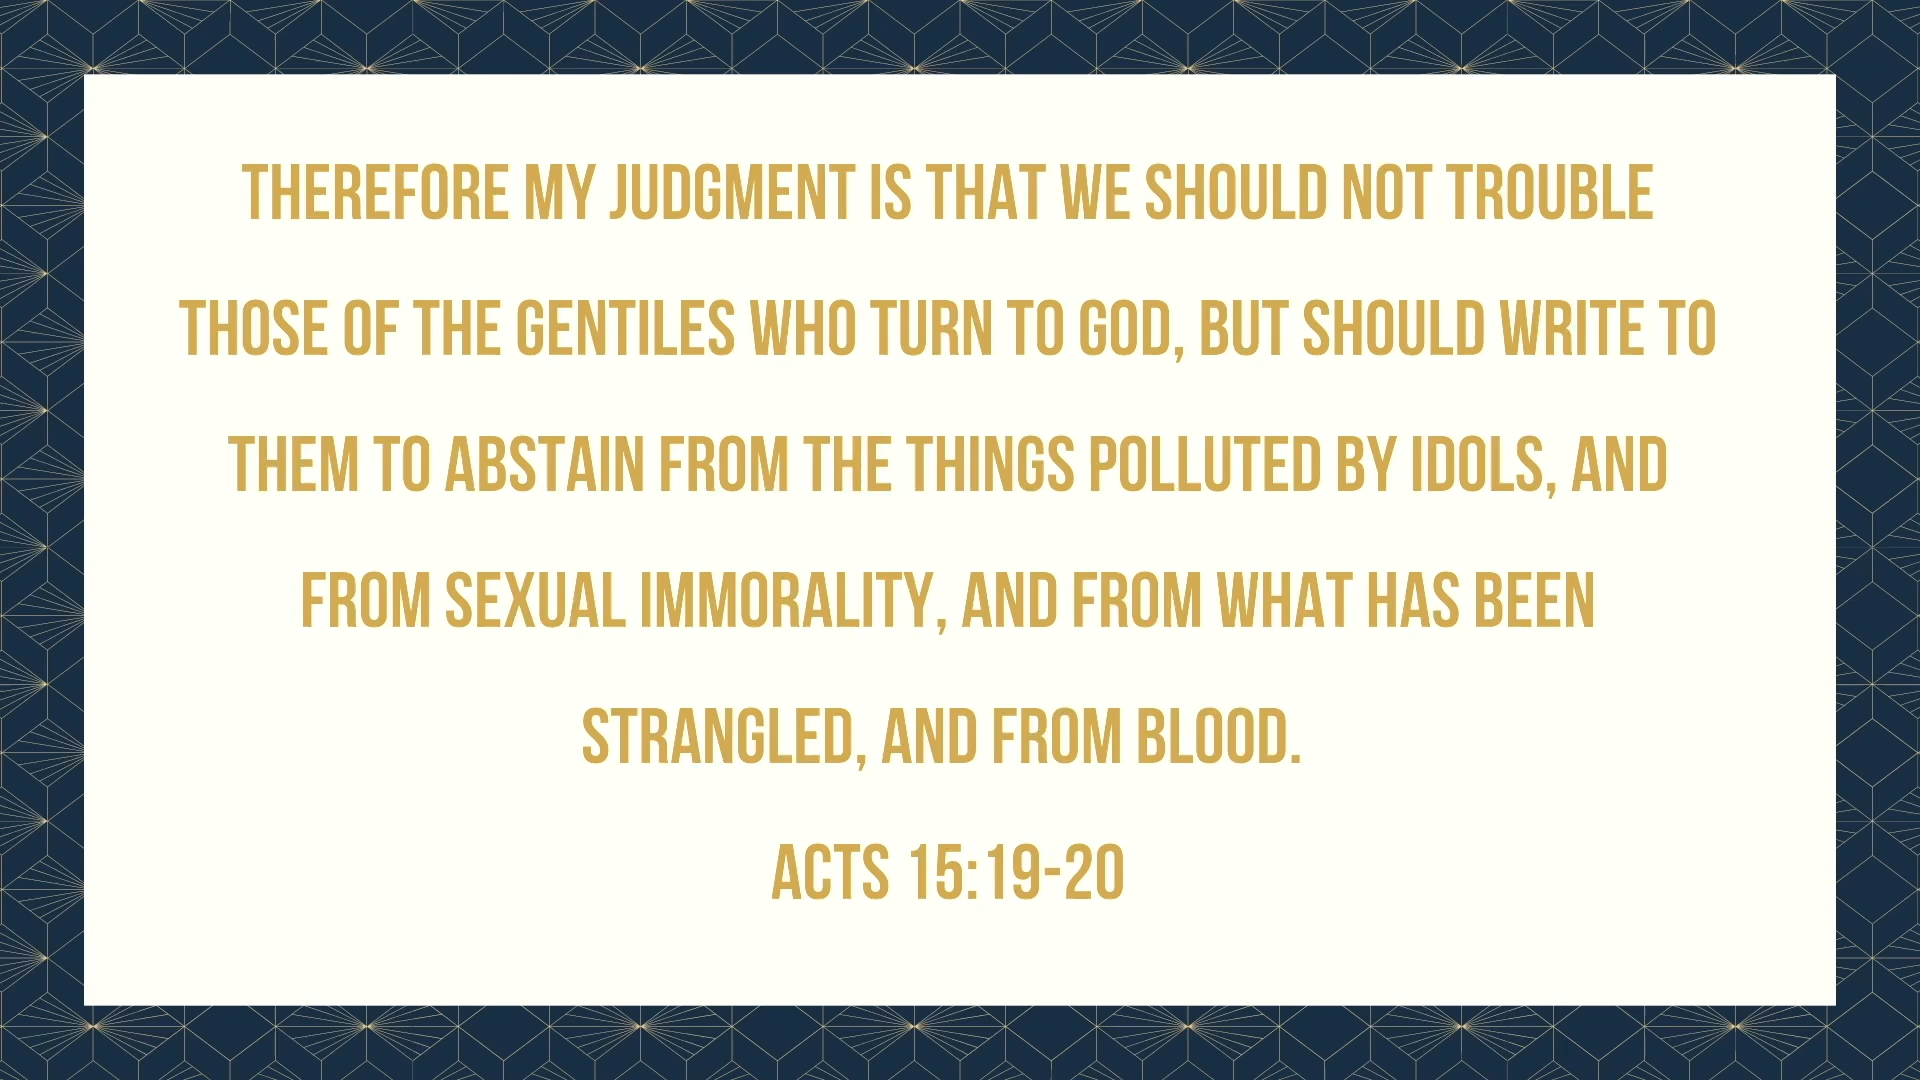 THEREFORE MY JUDGMENT IS THAT WE SHOULD NOT TROUBLE
THOSE OF THE GENTILES WHO TURN TO GOD, BUT SHOULD WRITE TO
THEM TO ABSTAIN FROM THE THINGS POLLUTED BY IDOLS, AND
FROM SEXUAL IMMORALITY, AND FROM WHAT HAS BEEN
STRANGLED, AND FROM BLOOD.
ACTS 15:19-20